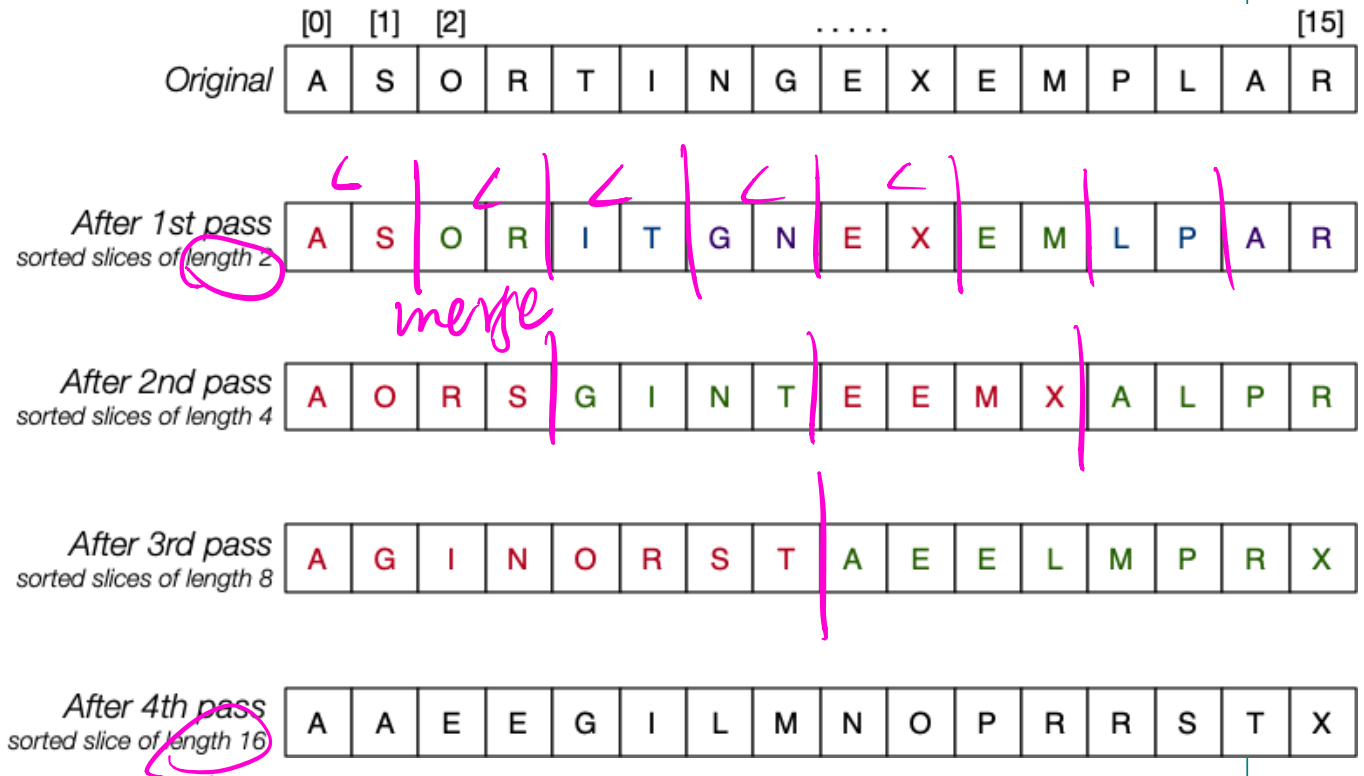 [0] [1] [2] ..... [15]
Original A S O R T I N G E X E M P L A R
After 1st pass
sorted slices of length 2
A S O R I T G N E X E M L P A R
merge
After 2nd pass
sorted slices of length 4
A O R S G I N T E E M X A L P R
After 3rd pass
sorted slices of length 8
A G I N O R S T A E E L M P R X
After 4th pass
sorted slice of length 16
A A E E G I L M N O P R R S T X